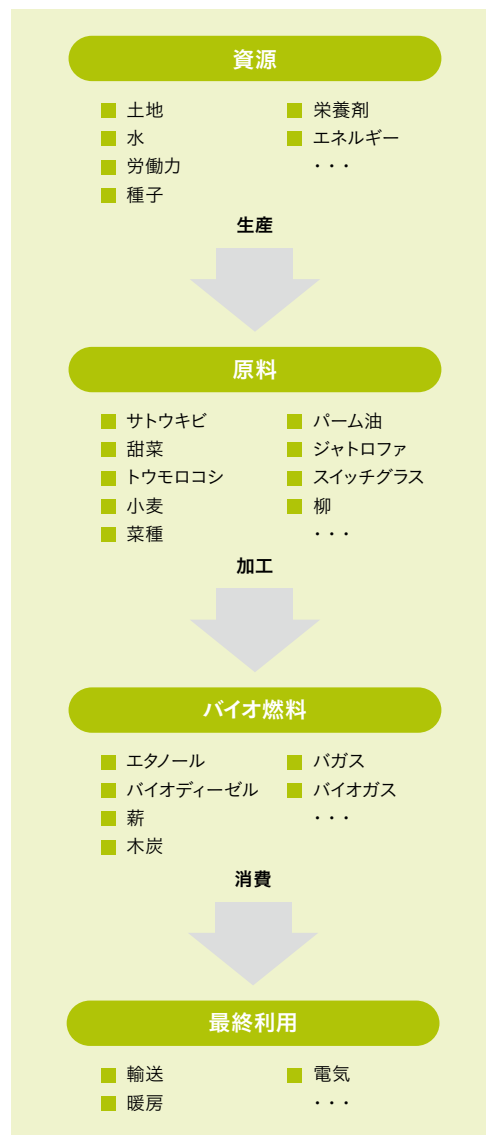 資源
土地
水
労働力
種子
栄養剤
エネルギー
・・・
生産
原料
サトウキビ
甜菜
トウモロコシ
小麦
菜種
パーム油
ジャトロファ
スイッチグラス
柳
・・・
加工
バイオ燃料
エタノール
バイオディーゼル
薪
木炭
バガス
バイオガス
・・・
消費
最終利用
輸送
暖房
電気
・・・